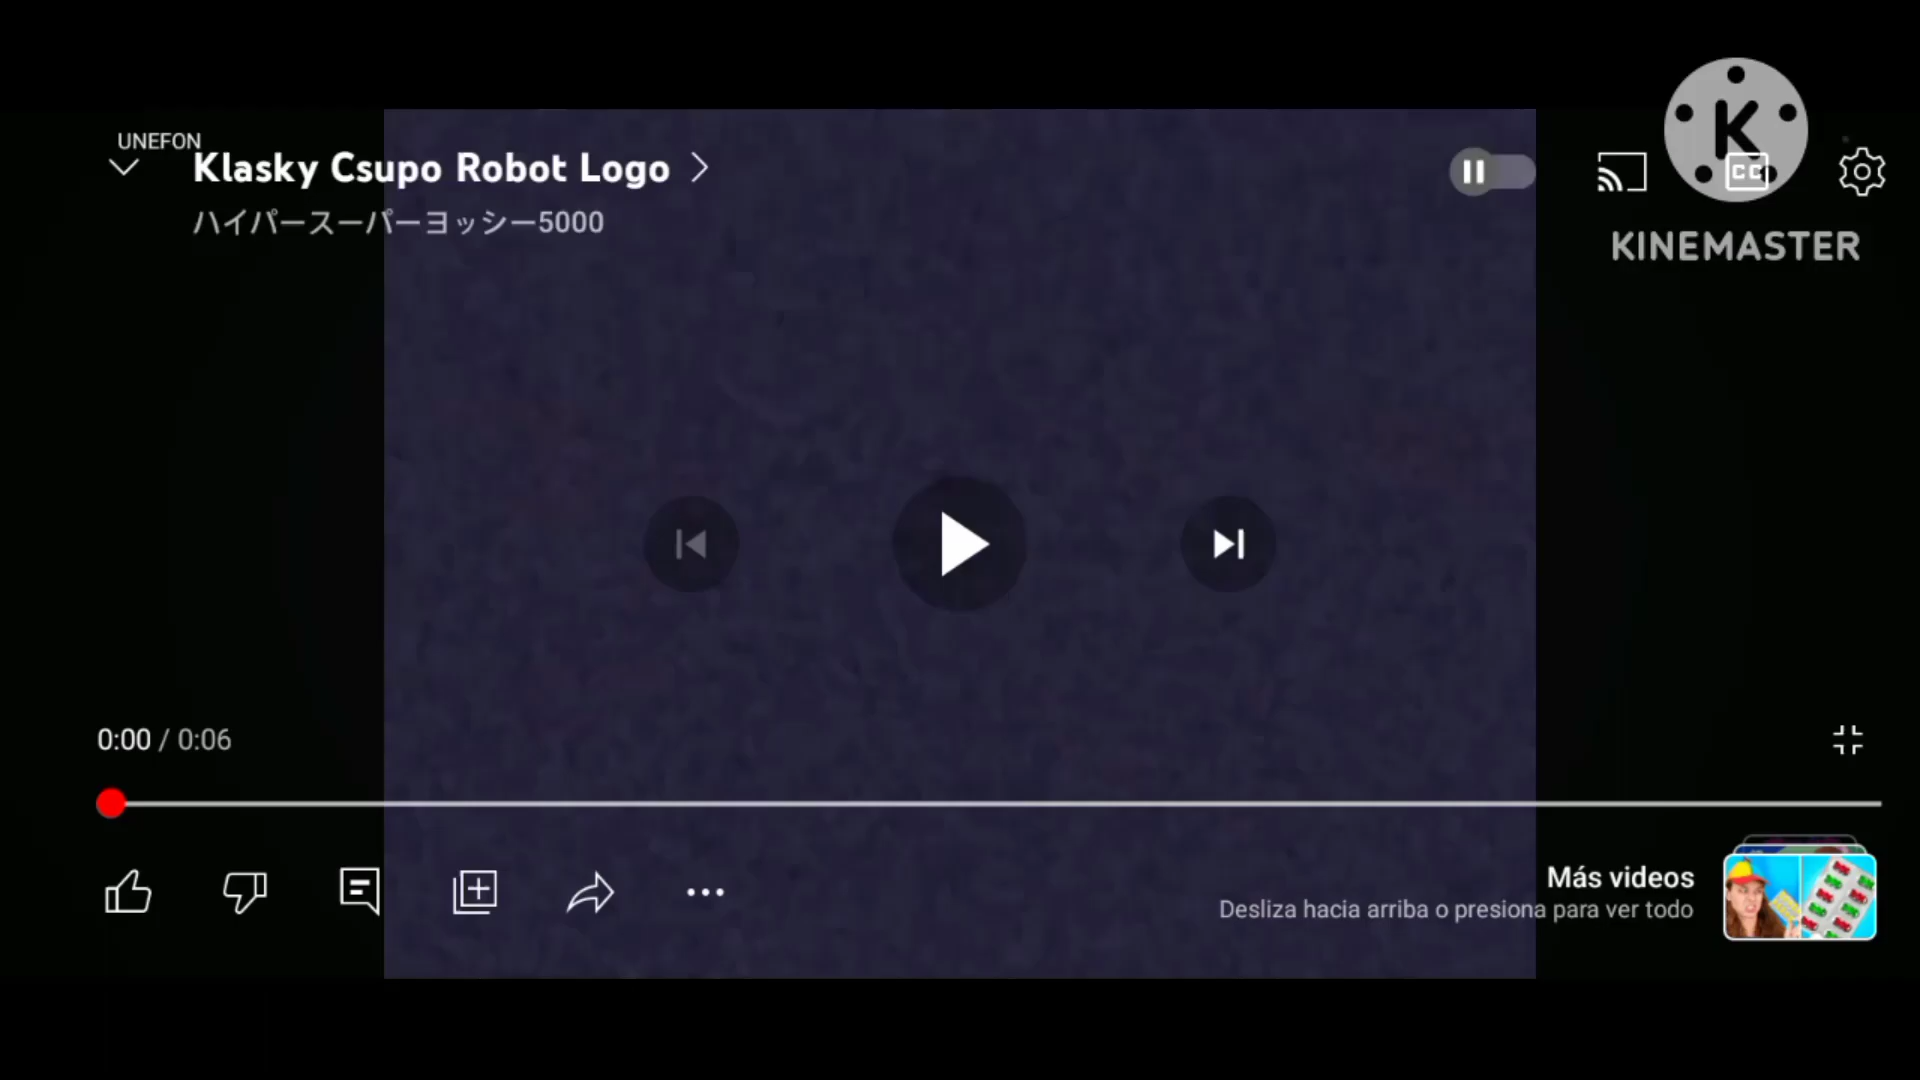 UNEFON
Klasky Csupo Robot Logo
ハイパースーパーヨッシー5000
K
CC
KINEMASTER
0:00 / 0:06
Más videos
Desliza hacia arriba o presiona para ver todo